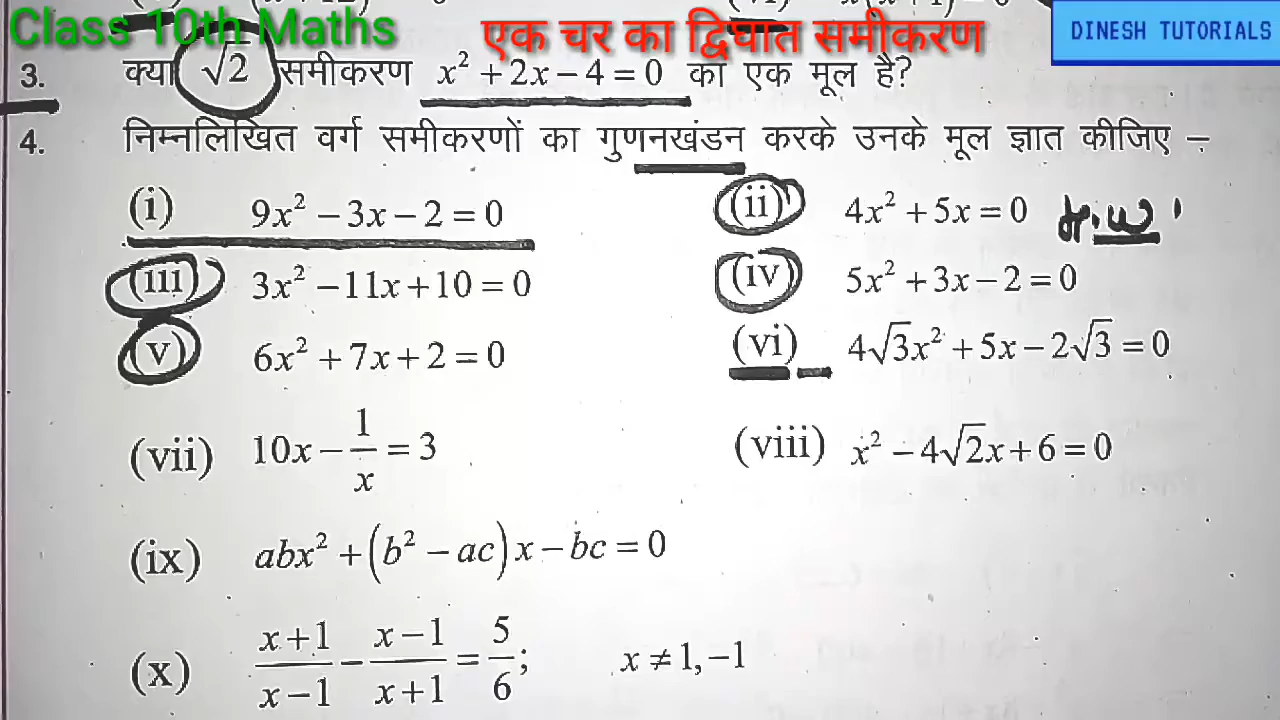 Class 10th Maths
एक चर का द्विघात समीकरण
DINESH TUTORIALS
3. क्या √2 समीकरण x² + 2x − 4 = 0 का एक मूल है?
4. निम्नलिखित वर्ग समीकरणों का गुणनखंडन करके उनके मूल ज्ञात कीजिए –
(i) 9x² − 3x − 2 = 0 (ii) 4x² + 5x = 0
(iii) 3x² − 11x + 10 = 0 (iv) 5x² + 3x − 2 = 0
(v) 6x² + 7x + 2 = 0 (vi) 4√3x² + 5x − 2√3 = 0
(vii) 10x − 1/x = 3 (viii) x² − 4√2x + 6 = 0
(ix) abx² + (b² − ac)x − bc = 0
(x) (x+1)/(x−1) − (x−1)/(x+1) = 5/6; x ≠ 1, −1